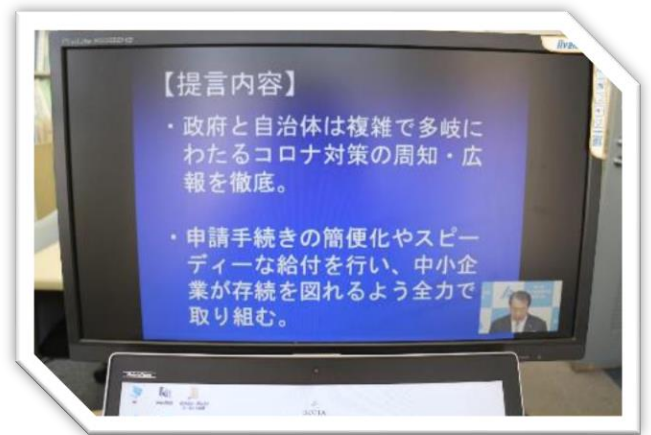 【提言内容】
・政府と自治体は複雑で多岐に
わたるコロナ対策の周知・広
報を徹底。
・申請手続きの簡便化やスピー
ディーな給付を行い、中小企
業が存続を図れるよう全力で
取り組む。